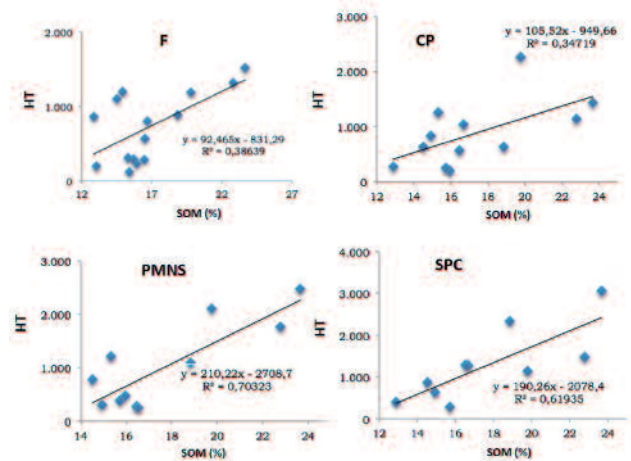 F
HT
1.000
500
0
12
17
22
27
SOM (%)
y = 92,465x - 831,29
R² = 0,38639
CP
HT
3.000
2.000
1.000
0
12
14
16
18
20
22
24
SOM (%)
y = 105,52x - 949,66
R² = 0,34719
PMNS
HT
3.000
2.000
1.000
0
14
16
18
20
22
24
SOM (%)
y = 210,22x - 2708,7
R² = 0,70323
SPC
HT
4.000
3.000
2.000
1.000
0.000
12
14
16
18
20
22
24
SOM (%)
y = 190,26x - 2078,4
R² = 0,61935